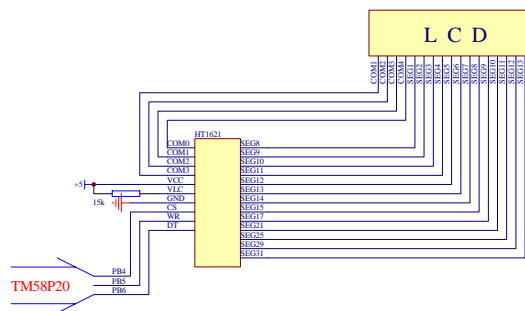 L C D
COM1
COM2
COM3
COM4
SEG1
SEG2
SEG3
SEG4
SEG5
SEG6
SEG7
SEG8
SEG9
SEG10
SEG11
SEG12
SEG13
HT1621
COM0
COM1
COM2
COM3
VCC
VLC
GND
CS
WR
DT
SEG8
SEG9
SEG10
SEG11
SEG12
SEG13
SEG14
SEG15
SEG17
SEG21
SEG25
SEG29
SEG31
+5
15k
PB4
PB5
PB6
TM58P20